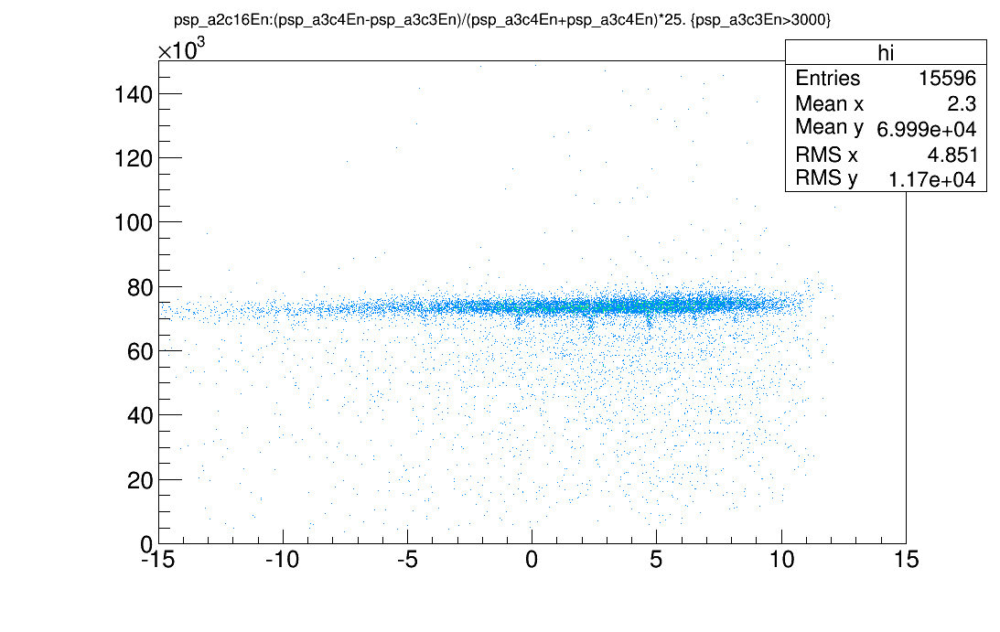 psp_a2c16En:(psp_a3c4En-psp_a3c3En)/(psp_a3c4En+psp_a3c4En)*25. {psp_a3c3En>3000}
×10³
hi
Entries 15596
Mean x 2.3
Mean y 6.999e+04
RMS x 4.851
RMS y 1.17e+04
140
120
100
80
60
40
20
0
-15 -10 -5 0 5 10 15